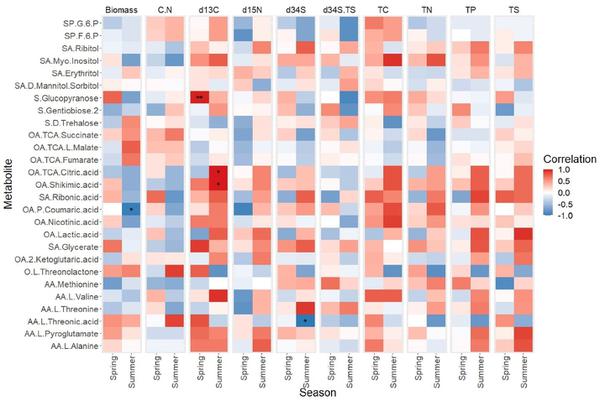 Biomass C.N d13C d15N d34S d34S.TS TC TN TP TS
SP.G.6.P
SP.F.6.P
SA.Ribitol
SA.Myo.Inositol
SA.Erythritol
SA.D.Mannitol.Sorbitol
S.Glucopyranose
S.Gentiobiose.2
S.D.Trehalose
OA.TCA.Succinate
OA.TCA.L.Malate
OA.TCA.Fumarate
OA.TCA.Citric.acid
OA.Shikimic.acid
SA.Ribonic.acid
OA.P.Coumaric.acid
OA.Nicotinic.acid
OA.Lactic.acid
SA.Glycerate
OA.2.Ketoglutaric.acid
O.L.Threonolactone
AA.Methionine
AA.L.Valine
AA.L.Threonine
AA.L.Threonic.acid
AA.L.Pyroglutamate
AA.L.Alanine
Metabolite
** 
*
*
*
*
Spring Summer Spring Summer Spring Summer Spring Summer Spring Summer Spring Summer Spring Summer Spring Summer Spring Summer Spring Summer
Season
Correlation
1.0
0.5
0.0
-0.5
-1.0